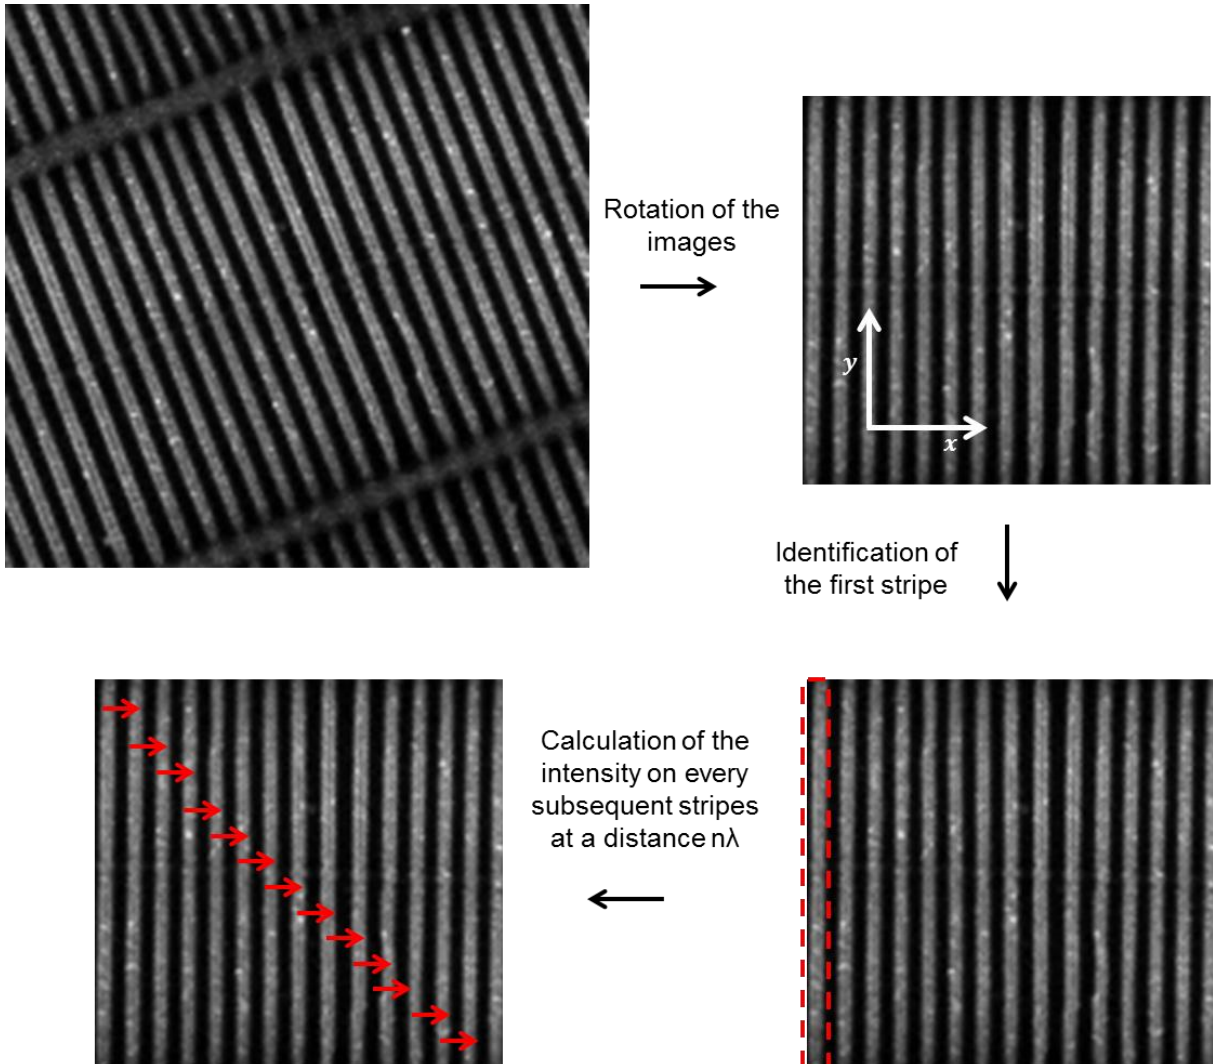 Rotation of the
images
y
x
Identification of
the first stripe
Calculation of the
intensity on every
subsequent stripes
at a distance nλ